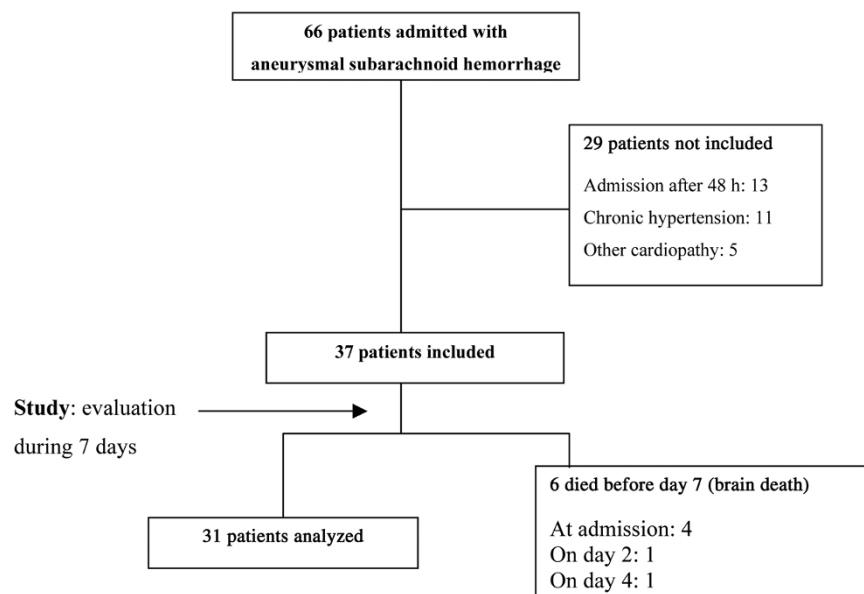 66 patients admitted with
aneurysmal subarachnoid hemorrhage
29 patients not included
Admission after 48 h: 13
Chronic hypertension: 11
Other cardiopathy: 5
37 patients included
Study: evaluation
during 7 days
6 died before day 7 (brain death)
At admission: 4
On day 2: 1
On day 4: 1
31 patients analyzed